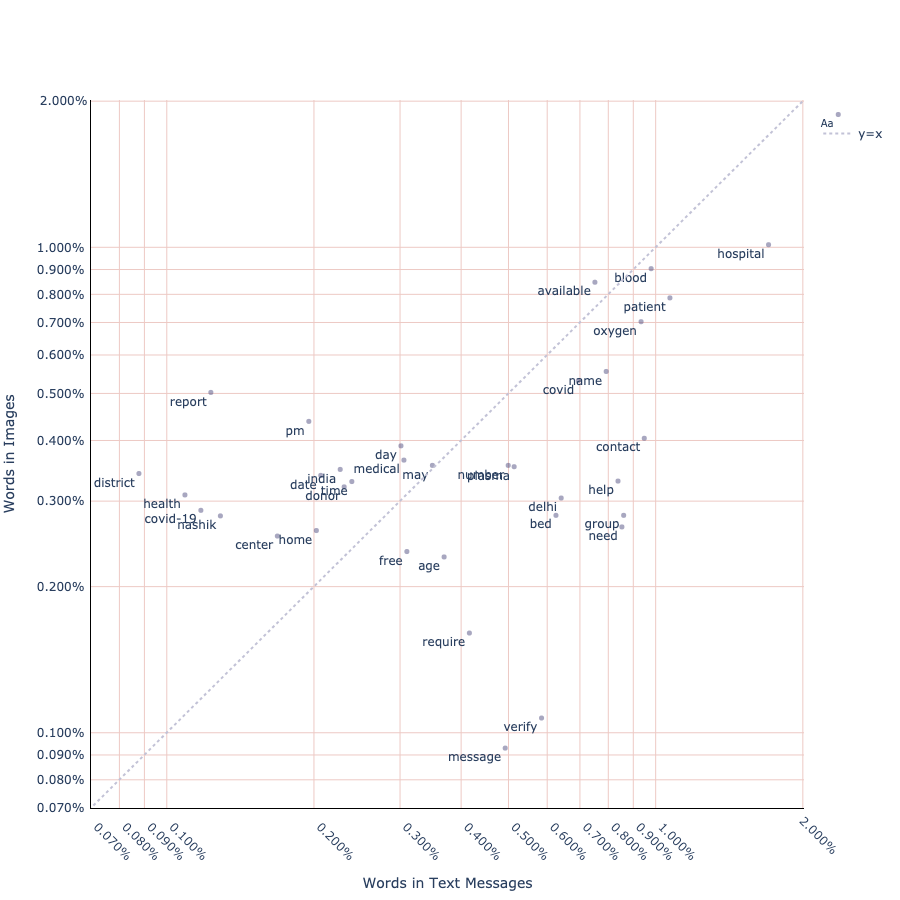 2.000%
Aa
y=x
1.000%
hospital
0.900%
blood
0.800%
available
patient
0.700%
oxygen
0.600%
name
covid
0.500%
report
pm
0.400%
contact
day
medical
may
number
plasma
district
india
date
time
donor
help
0.300%
health
delhi
covid-19
nashik
bed
group
need
center
home
free
age
0.200%
require
0.100%
verify
message
0.090%
0.080%
0.070%
Words in Images
0.070%
0.080%
0.090%
0.100%
0.200%
0.300%
0.400%
0.500%
0.600%
0.700%
0.800%
0.900%
1.000%
2.000%
Words in Text Messages